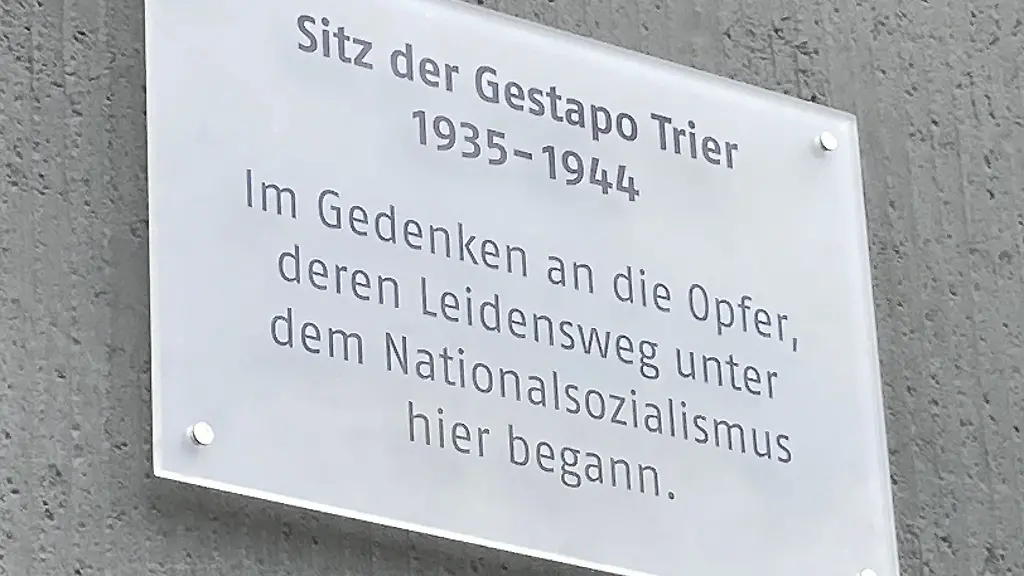 Sitz der Gestapo Trier
1935–1944
Im Gedenken an die Opfer,
deren Leidensweg unter
dem Nationalsozialismus
hier begann.